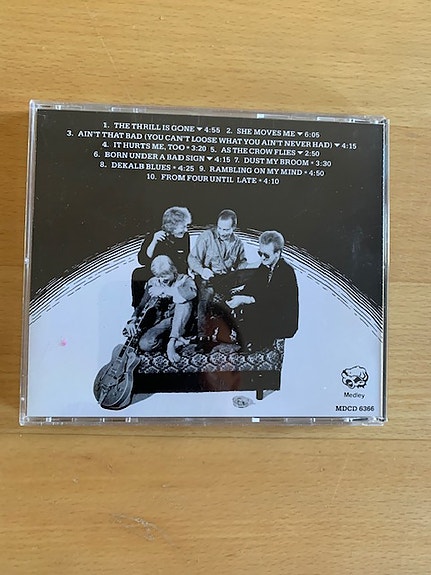 1. THE THRILL IS GONE ▾ 4:55 2. SHE MOVES ME ▾ 6:05
3. AIN'T THAT BAD (YOU CAN'T LOOSE WHAT YOU AIN'T NEVER HAD) ▾ 4:15
4. IT HURTS ME, TOO • 3:20 5. AS THE CROW FLIES ▾ 2:50
6. BORN UNDER A BAD SIGN ▾ 4:15 7. DUST MY BROOM • 3:30
8. DEKALB BLUES • 4:25 9. RAMBLING ON MY MIND • 4:50
10. FROM FOUR UNTIL LATE • 4:10
Medley
MDCD 6366